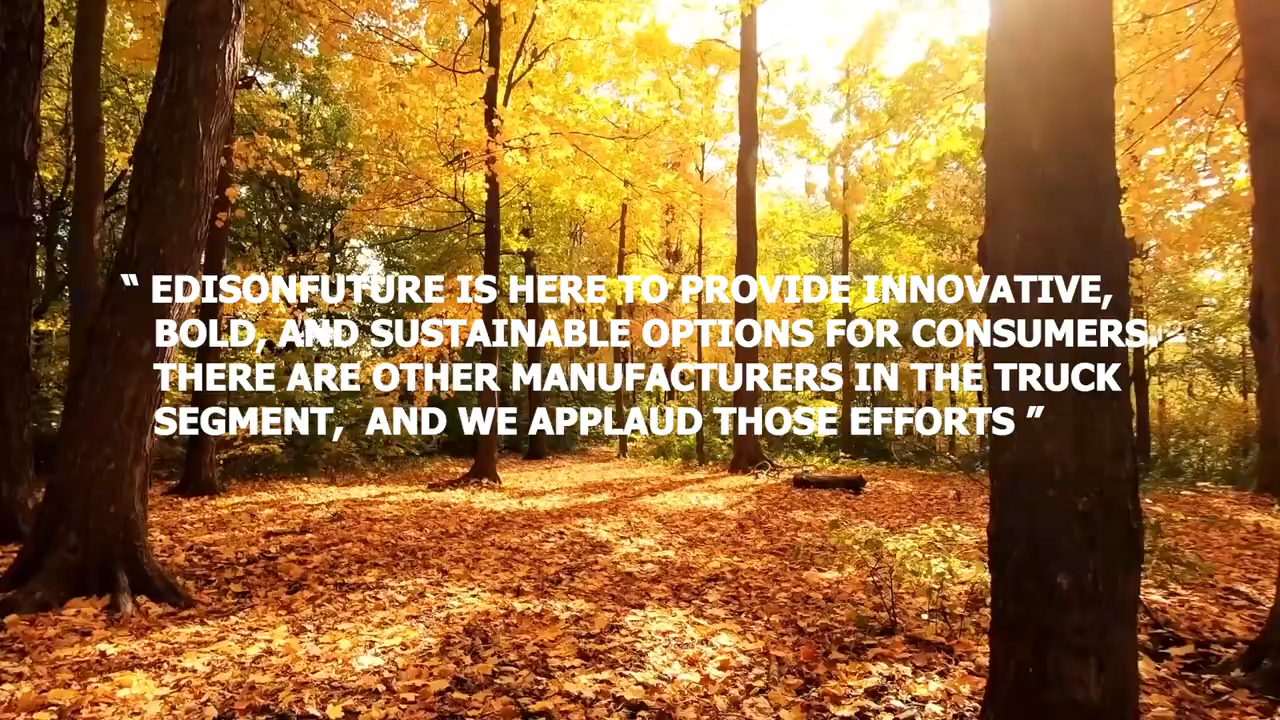 “ EDISONFUTURE IS HERE TO PROVIDE INNOVATIVE,
BOLD, AND SUSTAINABLE OPTIONS FOR CONSUMERS.
THERE ARE OTHER MANUFACTURERS IN THE TRUCK
SEGMENT, AND WE APPLAUD THOSE EFFORTS ”